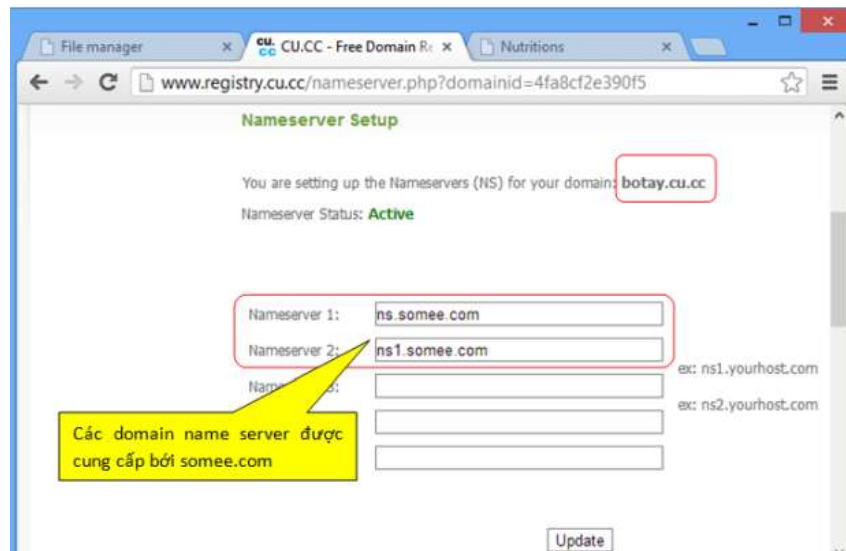 File manager
CU.CC - Free Domain Re
Nutritions
www.registry.cu.cc/nameserver.php?domainid=4fa8cf2e390f5
Nameserver Setup
You are setting up the Nameservers (NS) for your domain: botay.cu.cc
Nameserver Status: Active
Nameserver 1: ns.somee.com
Nameserver 2: ns1.somee.com
ex: ns1.yourhost.com
3:
ex: ns2.yourhost.com
Các domain name server được
cung cấp bới somee.com
Update